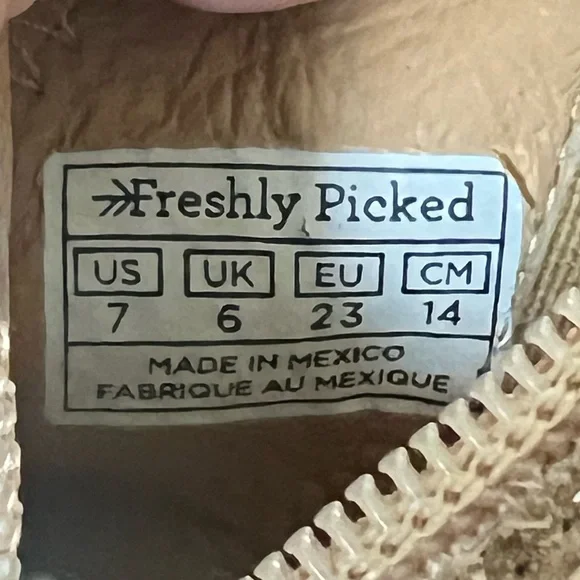 Freshly Picked
US UK EU CM
7 6 23 14
MADE IN MEXICO
FABRIQUE AU MEXIQUE